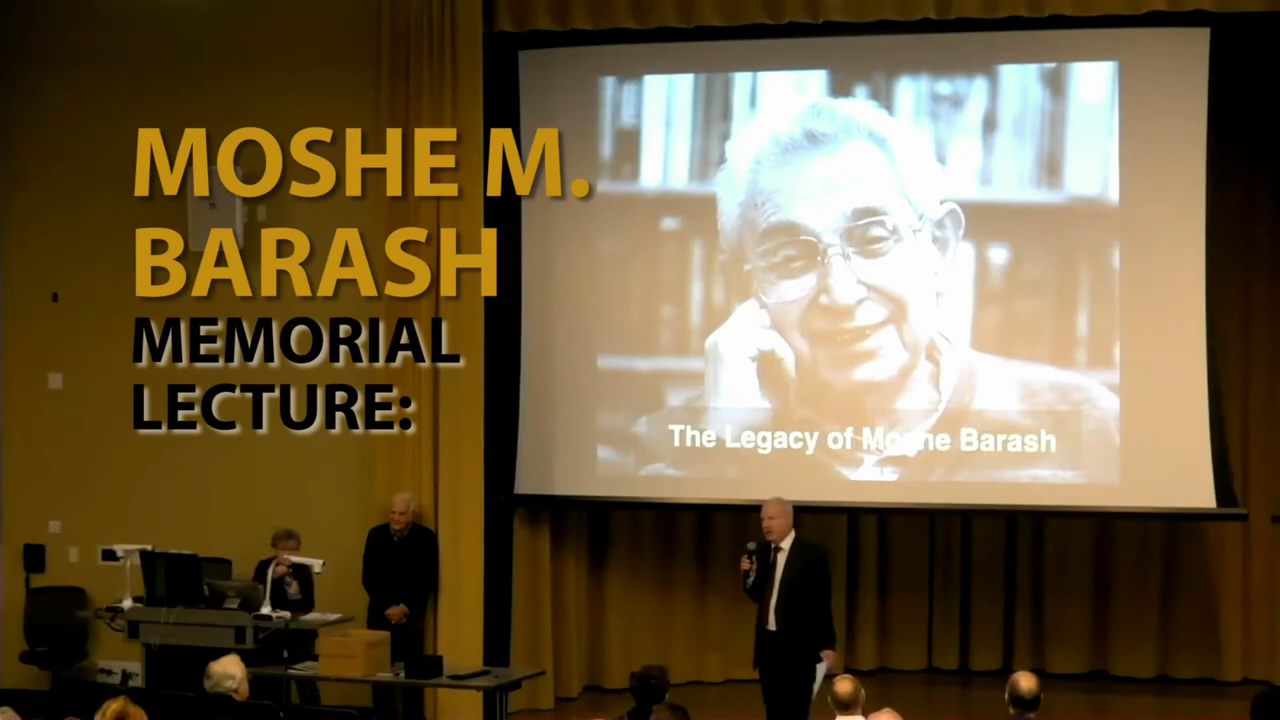 MOSHE M.
BARASH
MEMORIAL
LECTURE:
The Legacy of Moshe Barash